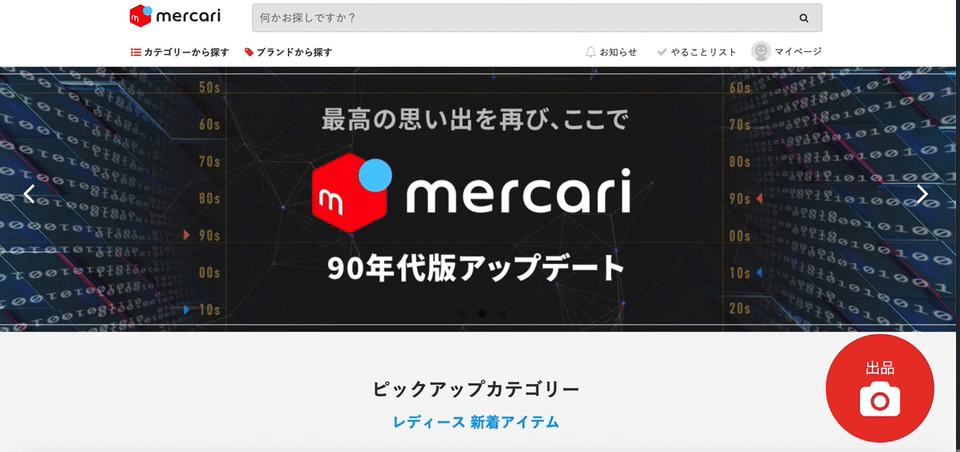 mercari
何かお探しですか？
カテゴリーから探す
ブランドから探す
お知らせ
やることリスト
マイページ
50s
60s
70s
80s
90s
00s
10s
最高の思い出を再び、ここで
m mercari
90年代版アップデート
60s
70s
80s
90s
00s
10s
20s
ピックアップカテゴリー
レディース 新着アイテム
出品